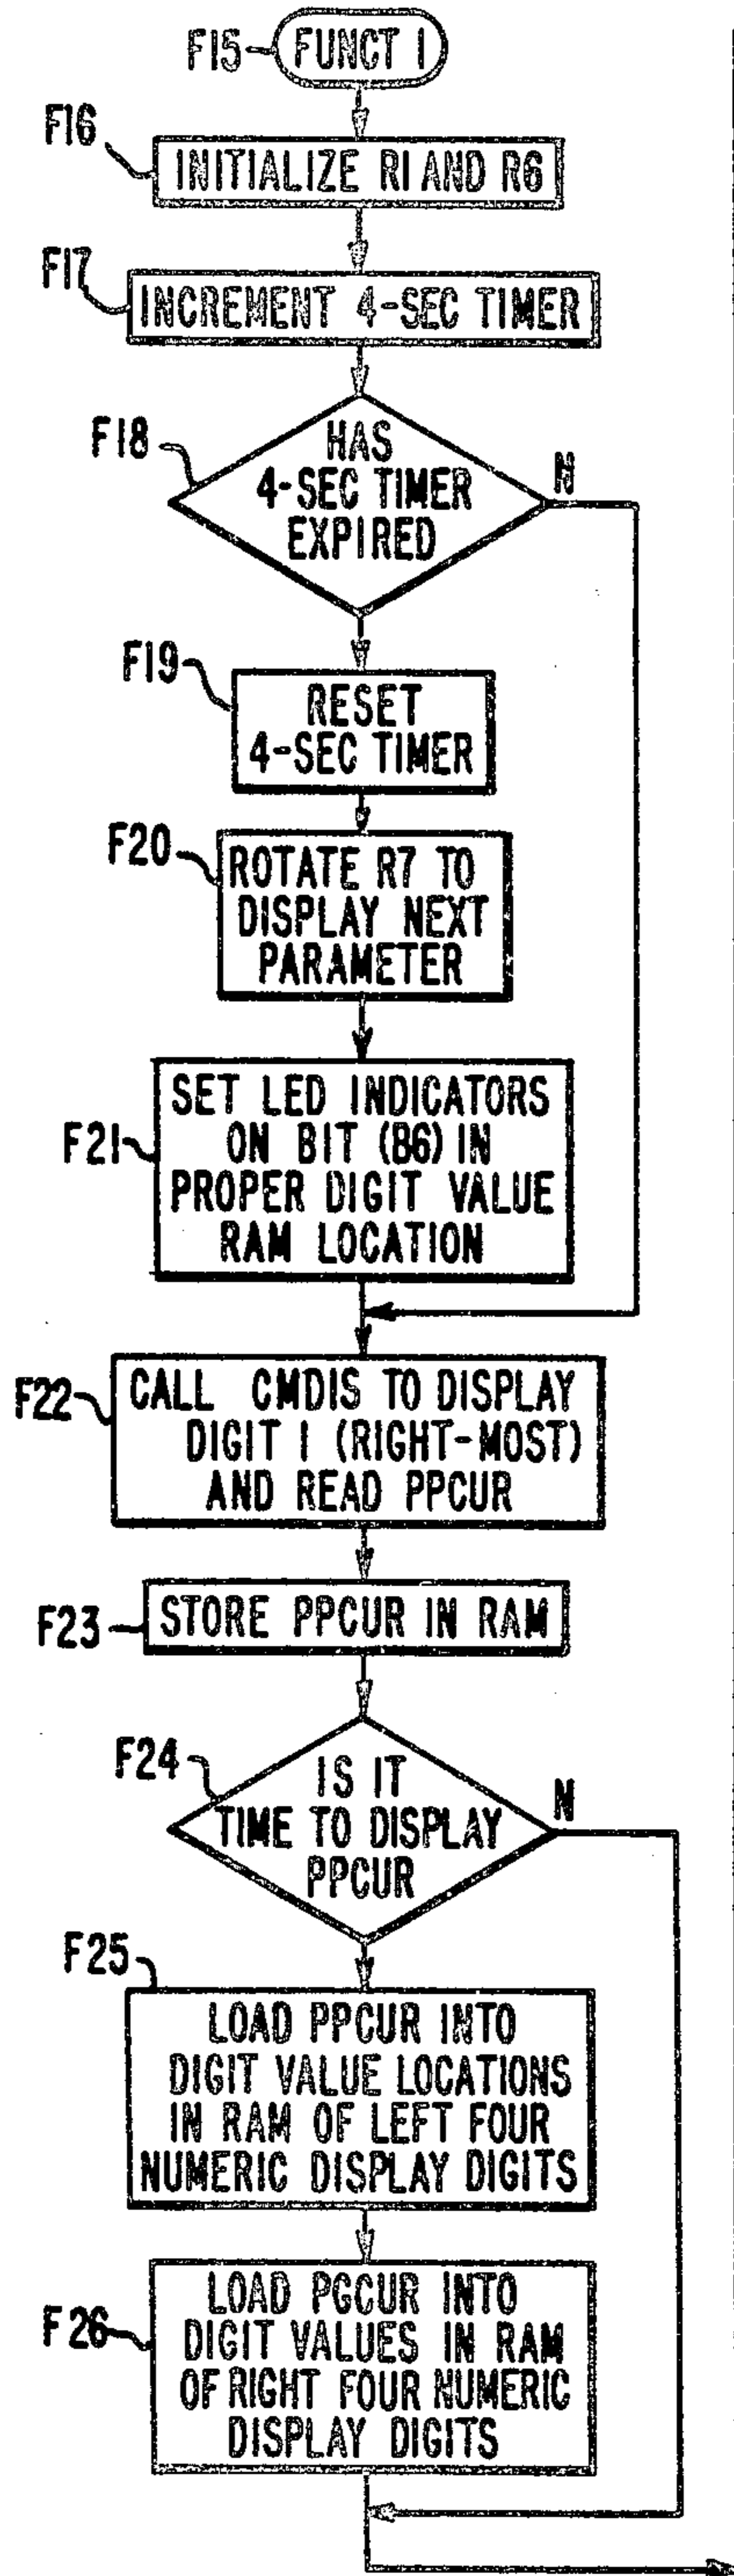 F15
FUNCT 1
F16
INITIALIZE R1 AND R6
F17
INCREMENT 4-SEC TIMER
F18
HAS
4-SEC TIMER
EXPIRED
N
F19
RESET
4-SEC TIMER
F20
ROTATE R7 TO
DISPLAY NEXT
PARAMETER
F21
SET LED INDICATORS
ON BIT (B6) IN
PROPER DIGIT VALUE
RAM LOCATION
F22
CALL CMDIS TO DISPLAY
DIGIT 1 (RIGHT-MOST)
AND READ PPCUR
F23
STORE PPCUR IN RAM
F24
IS IT
TIME TO DISPLAY
PPCUR
N
F25
LOAD PPCUR INTO
DIGIT VALUE LOCATIONS
IN RAM OF LEFT FOUR
NUMERIC DISPLAY DIGITS
F26
LOAD PGCUR INTO
DIGIT VALUES IN RAM
OF RIGHT FOUR NUMERIC
DISPLAY DIGITS